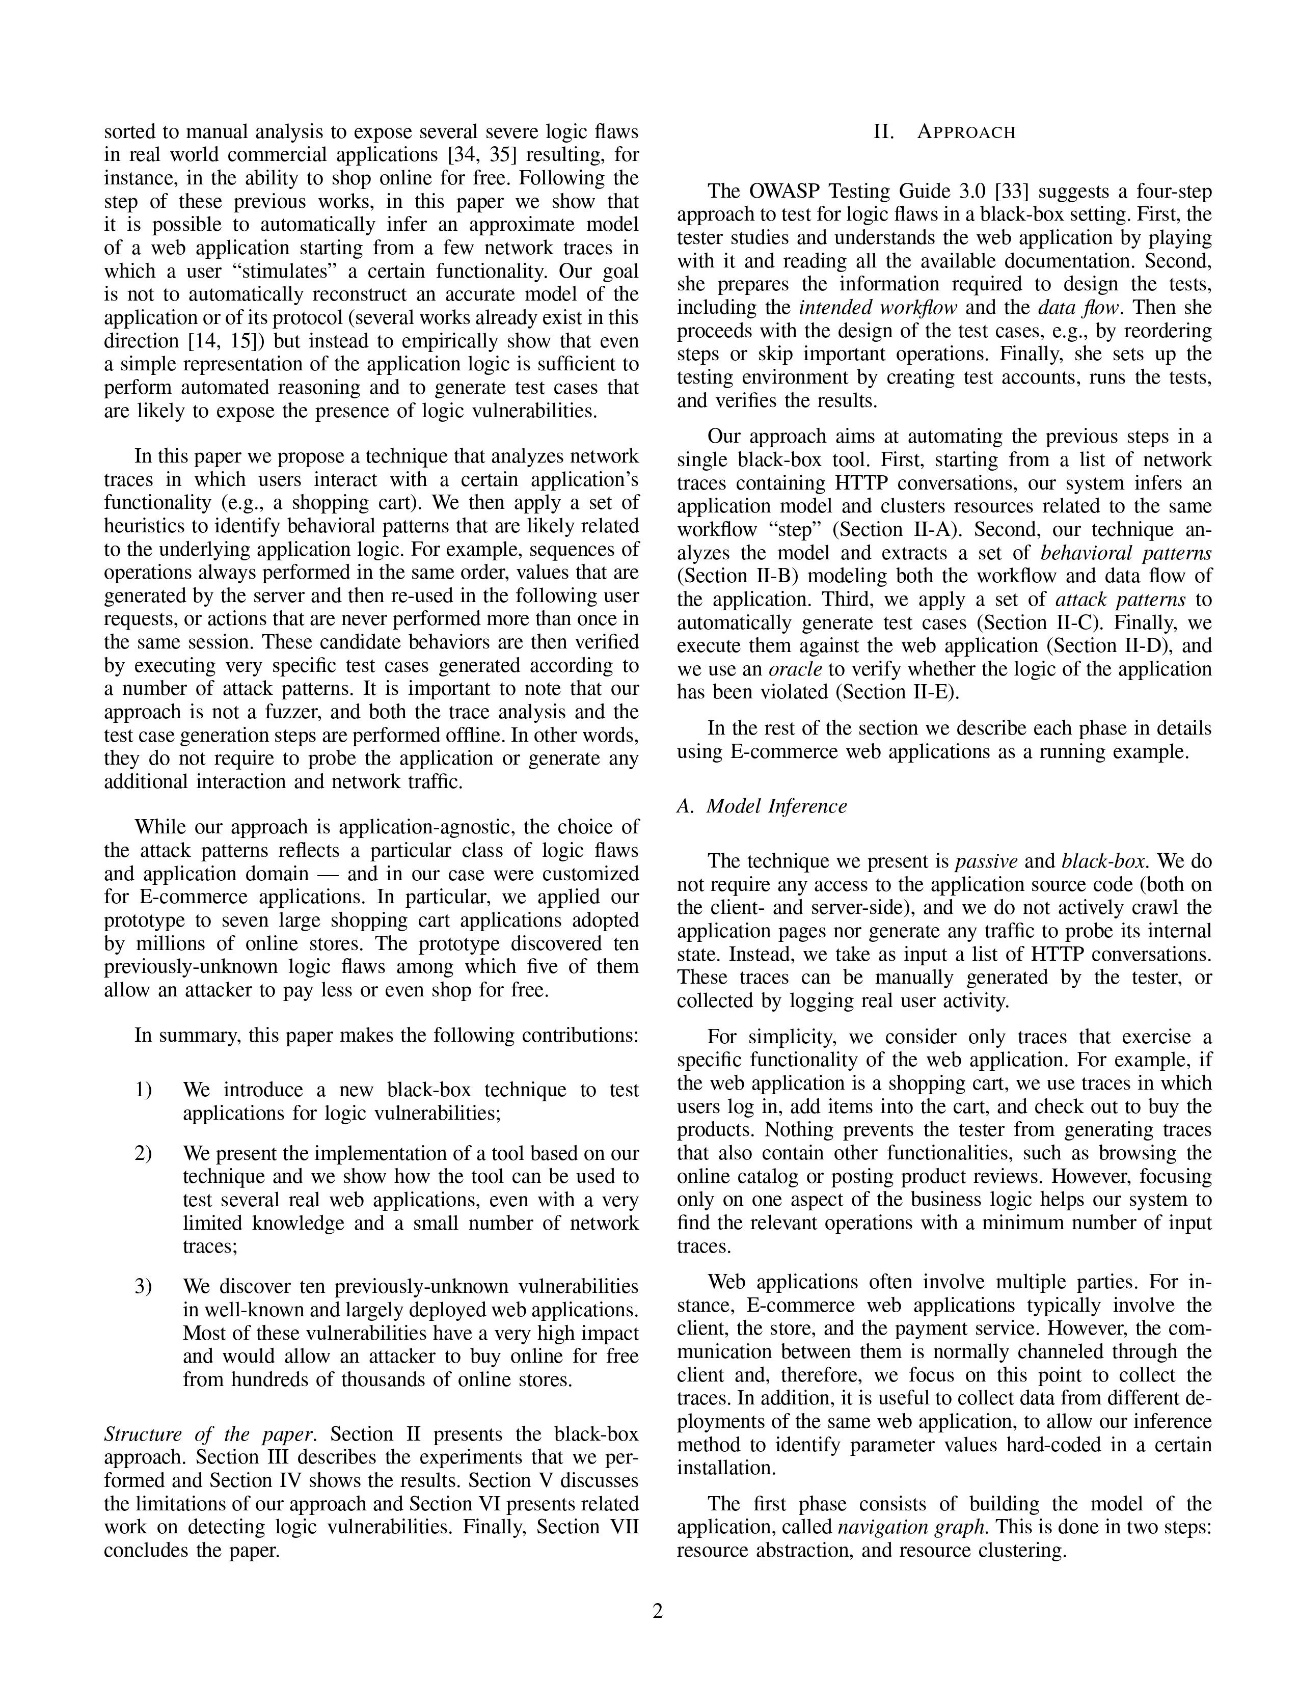 sorted to manual analysis to expose several severe logic flaws
in real world commercial applications [34, 35] resulting, for
instance, in the ability to shop online for free. Following the
step of these previous works, in this paper we show that
it is possible to automatically infer an approximate model
of a web application starting from a few network traces in
which a user “stimulates” a certain functionality. Our goal
is not to automatically reconstruct an accurate model of the
application or of its protocol (several works already exist in this
direction [14, 15]) but instead to empirically show that even
a simple representation of the application logic is sufficient to
perform automated reasoning and to generate test cases that
are likely to expose the presence of logic vulnerabilities.
In this paper we propose a technique that analyzes network
traces in which users interact with a certain application’s
functionality (e.g., a shopping cart). We then apply a set of
heuristics to identify behavioral patterns that are likely related
to the underlying application logic. For example, sequences of
operations always performed in the same order, values that are
generated by the server and then re-used in the following user
requests, or actions that are never performed more than once in
the same session. These candidate behaviors are then verified
by executing very specific test cases generated according to
a number of attack patterns. It is important to note that our
approach is not a fuzzer, and both the trace analysis and the
test case generation steps are performed offline. In other words,
they do not require to probe the application or generate any
additional interaction and network traffic.
While our approach is application-agnostic, the choice of
the attack patterns reflects a particular class of logic flaws
and application domain — and in our case were customized
for E-commerce applications. In particular, we applied our
prototype to seven large shopping cart applications adopted
by millions of online stores. The prototype discovered ten
previously-unknown logic flaws among which five of them
allow an attacker to pay less or even shop for free.
In summary, this paper makes the following contributions:
1) We introduce a new black-box technique to test
applications for logic vulnerabilities;
2) We present the implementation of a tool based on our
technique and we show how the tool can be used to
test several real web applications, even with a very
limited knowledge and a small number of network
traces;
3) We discover ten previously-unknown vulnerabilities
in well-known and largely deployed web applications.
Most of these vulnerabilities have a very high impact
and would allow an attacker to buy online for free
from hundreds of thousands of online stores.
Structure of the paper. Section II presents the black-box
approach. Section III describes the experiments that we per-
formed and Section IV shows the results. Section V discusses
the limitations of our approach and Section VI presents related
work on detecting logic vulnerabilities. Finally, Section VII
concludes the paper.
II. APPROACH
The OWASP Testing Guide 3.0 [33] suggests a four-step
approach to test for logic flaws in a black-box setting. First, the
tester studies and understands the web application by playing
with it and reading all the available documentation. Second,
she prepares the information required to design the tests,
including the intended workflow and the data flow. Then she
proceeds with the design of the test cases, e.g., by reordering
steps or skip important operations. Finally, she sets up the
testing environment by creating test accounts, runs the tests,
and verifies the results.
Our approach aims at automating the previous steps in a
single black-box tool. First, starting from a list of network
traces containing HTTP conversations, our system infers an
application model and clusters resources related to the same
workflow “step” (Section II-A). Second, our technique an-
alyzes the model and extracts a set of behavioral patterns
(Section II-B) modeling both the workflow and data flow of
the application. Third, we apply a set of attack patterns to
automatically generate test cases (Section II-C). Finally, we
execute them against the web application (Section II-D), and
we use an oracle to verify whether the logic of the application
has been violated (Section II-E).
In the rest of the section we describe each phase in details
using E-commerce web applications as a running example.
A. Model Inference
The technique we present is passive and black-box. We do
not require any access to the application source code (both on
the client- and server-side), and we do not actively crawl the
application pages nor generate any traffic to probe its internal
state. Instead, we take as input a list of HTTP conversations.
These traces can be manually generated by the tester, or
collected by logging real user activity.
For simplicity, we consider only traces that exercise a
specific functionality of the web application. For example, if
the web application is a shopping cart, we use traces in which
users log in, add items into the cart, and check out to buy the
products. Nothing prevents the tester from generating traces
that also contain other functionalities, such as browsing the
online catalog or posting product reviews. However, focusing
only on one aspect of the business logic helps our system to
find the relevant operations with a minimum number of input
traces.
Web applications often involve multiple parties. For in-
stance, E-commerce web applications typically involve the
client, the store, and the payment service. However, the com-
munication between them is normally channeled through the
client and, therefore, we focus on this point to collect the
traces. In addition, it is useful to collect data from different de-
ployments of the same web application, to allow our inference
method to identify parameter values hard-coded in a certain
installation.
The first phase consists of building the model of the
application, called navigation graph. This is done in two steps:
resource abstraction, and resource clustering.
2